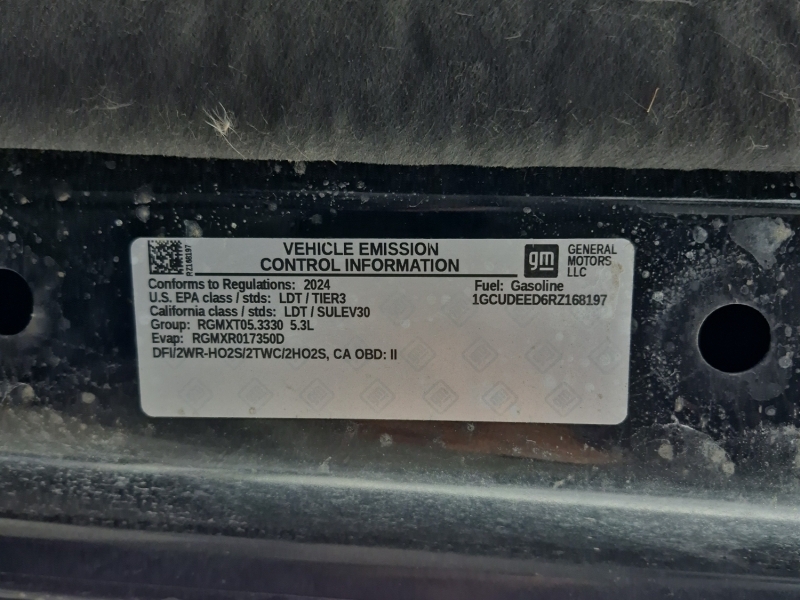 RZ168197
VEHICLE EMISSION
CONTROL INFORMATION
gm
GENERAL
MOTORS
LLC
Conforms to Regulations: 2024
Fuel: Gasoline
U.S. EPA class / stds: LDT / TIER3
1GCUDEED6RZ168197
California class / stds: LDT / SULEV30
Group: RGMXT05.3330 5.3L
Evap: RGMXR017350D
DFI/2WR-HO2S/2TWC/2HO2S, CA OBD: II